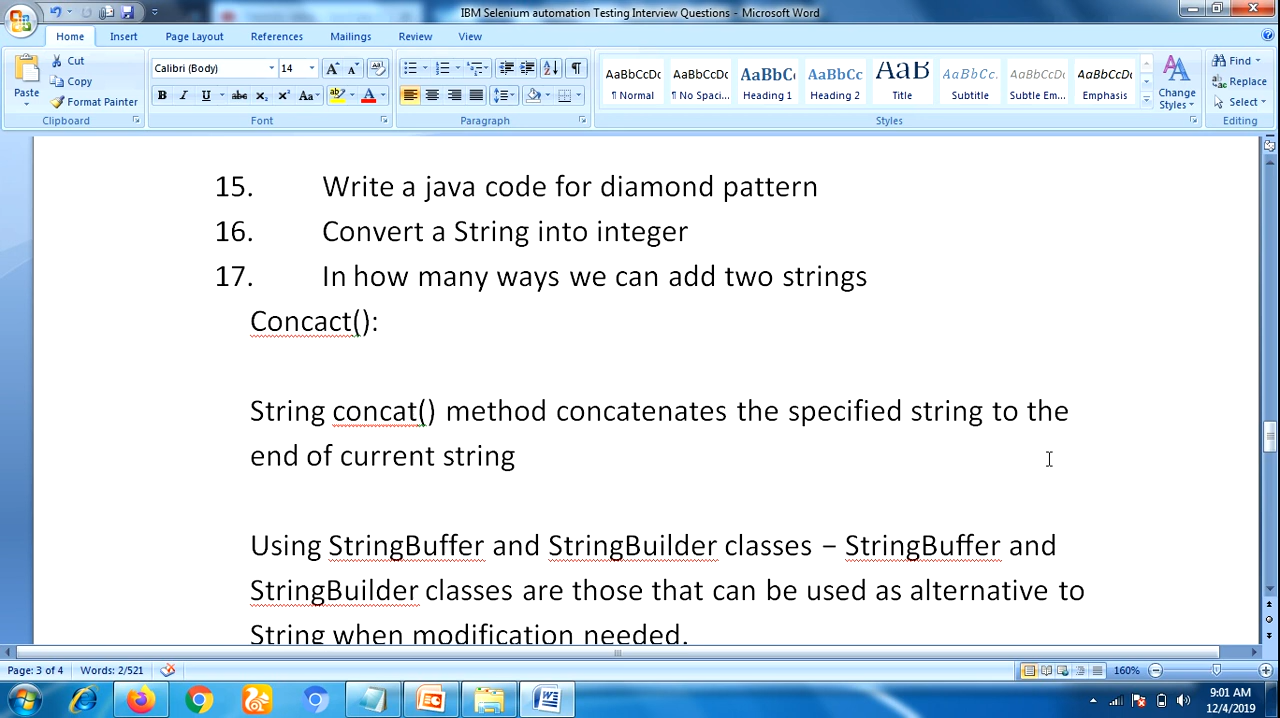 IBM Selenium automation Testing Interview Questions - Microsoft Word
Home Insert Page Layout References Mailings Review View
Paste Cut Copy Format Painter Clipboard
Calibri (Body) 14 Font
Paragraph
AaBbCcDc AaBbCcDc AaBbC AaBbCc AaB AaBbCc. AaBbCcDc AaBbCcDc
¶ Normal ¶ No Spaci... Heading 1 Heading 2 Title Subtitle Subtle Em... Emphasis
Change Styles Styles
Find Replace Select Editing
15. Write a java code for diamond pattern
16. Convert a String into integer
17. In how many ways we can add two strings
Concact():
String concat() method concatenates the specified string to the
end of current string
Using StringBuffer and StringBuilder classes – StringBuffer and
StringBuilder classes are those that can be used as alternative to
String when modification needed.
Page: 3 of 4 Words: 2/521 160%
9:01 AM
12/4/2019